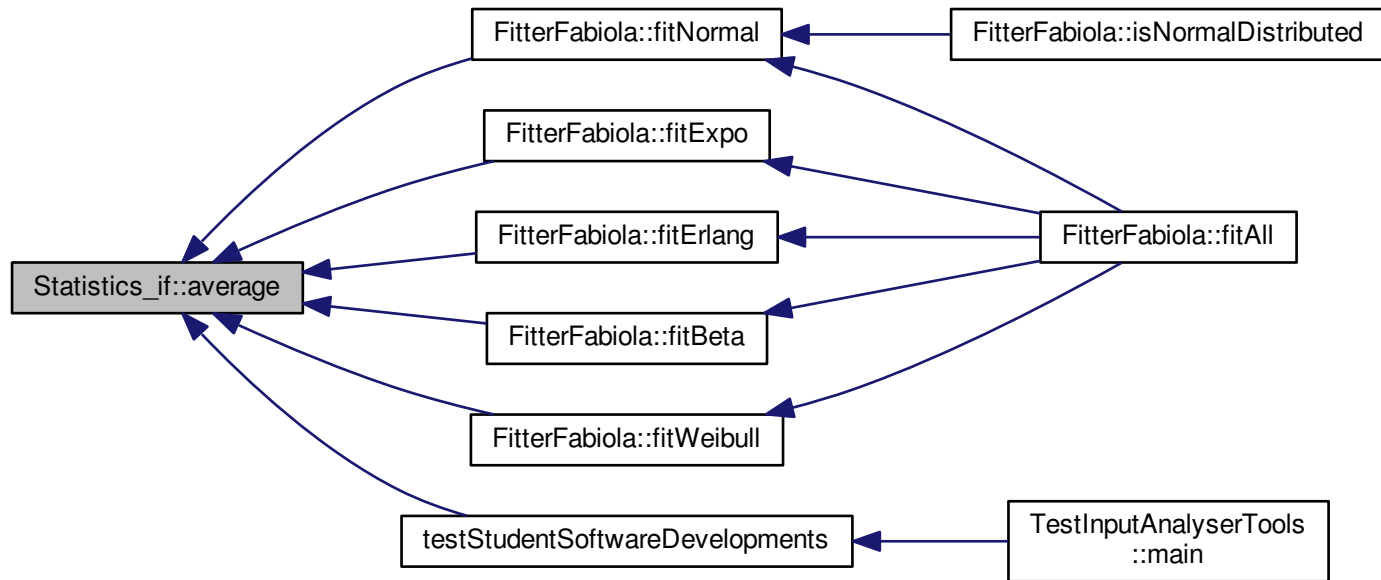 FitterFabiola::fitNormal
FitterFabiola::isNormalDistributed
FitterFabiola::fitExpo
FitterFabiola::fitErlang
FitterFabiola::fitAll
Statistics_if::average
FitterFabiola::fitBeta
FitterFabiola::fitWeibull
testStudentSoftwareDevelopments
TestInputAnalyserTools
::main